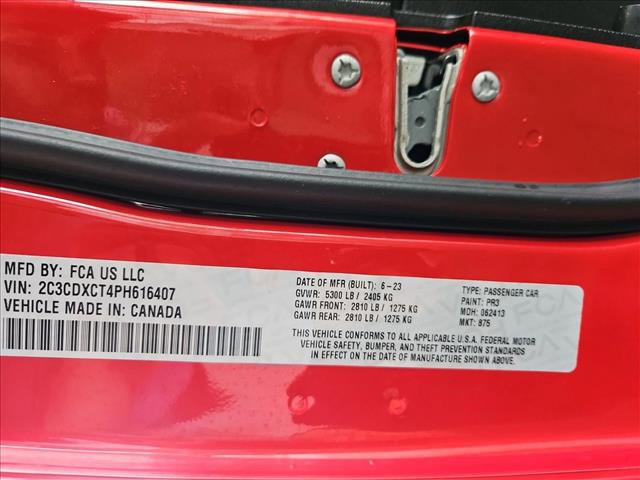 MFD BY: FCA US LLC
VIN: 2C3CDXCT4PH616407
VEHICLE MADE IN: CANADA
DATE OF MFR (BUILT): 6-23
GVWR: 5300 LB / 2405 KG
GAWR FRONT: 2810 LB / 1275 KG
GAWR REAR: 2810 LB / 1275 KG
TYPE: PASSENGER CAR
PAINT: PR3
MDH: 062413
MKT: 875
THIS VEHICLE CONFORMS TO ALL APPLICABLE U.S.A. FEDERAL MOTOR
VEHICLE SAFETY, BUMPER, AND THEFT PREVENTION STANDARDS
IN EFFECT ON THE DATE OF MANUFACTURE SHOWN ABOVE.